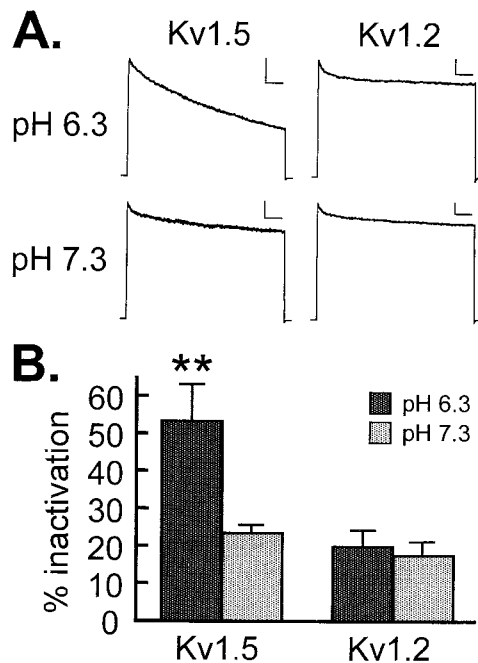 A.
Kv1.5 Kv1.2
pH 6.3
pH 7.3
B.
**
pH 6.3
pH 7.3
% inactivation
60
50
40
30
20
10
0
Kv1.5 Kv1.2